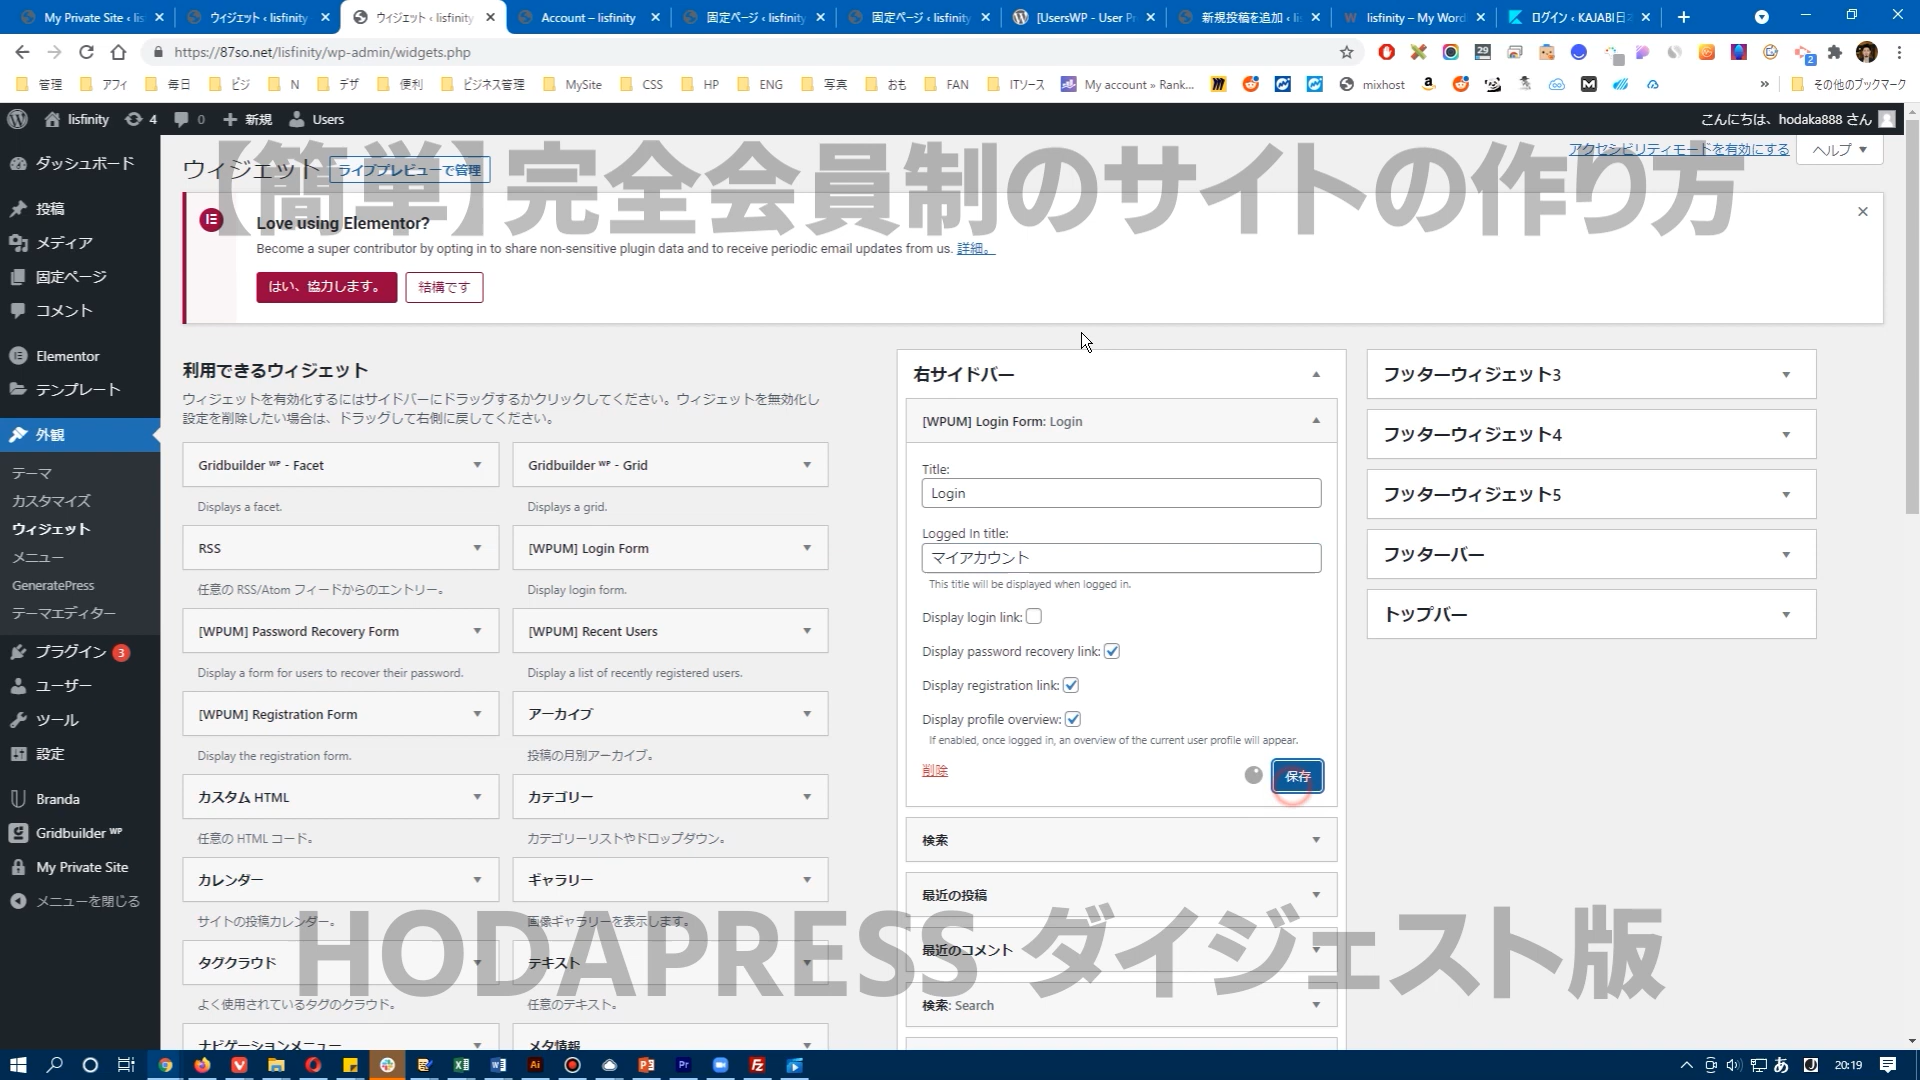 My Private Site ‹ lis
ウィジェット ‹ lisfinity
ウィジェット ‹ lisfinity
Account – lisfinity
固定ページ ‹ lisfinity
固定ページ ‹ lisfinity
[UsersWP - User Pr
新規投稿を追加 ‹ lis
lisfinity – My Word
ログイン ‹ KAJABI日本
https://87so.net/lisfinity/wp-admin/widgets.php
管理 アフィ 毎日 ビジ N デザ 便利 ビジネス管理 MySite CSS HP ENG 写真 おも FAN ITソース My account » Rank... mixhost » その他のブックマーク
lisfinity 4 0 新規 Users
こんにちは、hodaka888 さん
ダッシュボード
投稿
メディア
固定ページ
コメント
Elementor
テンプレート
外観
テーマ
カスタマイズ
ウィジェット
メニュー
GeneratePress
テーマエディター
プラグイン 3
ユーザー
ツール
設定
Branda
Gridbuilder ᵂᴾ
My Private Site
メニューを閉じる
ウィジェット
ライブプレビューで管理
アクセシビリティモードを有効にする
ヘルプ
【簡単】完全会員制のサイトの作り方
Love using Elementor?
Become a super contributor by opting in to share non-sensitive plugin data and to receive periodic email updates from us. 詳細。
はい、協力します。
結構です
利用できるウィジェット
ウィジェットを有効化するにはサイドバーにドラッグするかクリックしてください。ウィジェットを無効化し
設定を削除したい場合は、ドラッグして右側に戻してください。
Gridbuilder ᵂᴾ - Facet
Gridbuilder ᵂᴾ - Grid
Displays a facet.
Displays a grid.
RSS
[WPUM] Login Form
任意の RSS/Atom フィードからのエントリー。
Display login form.
[WPUM] Password Recovery Form
[WPUM] Recent Users
Display a form for users to recover their password.
Display a list of recently registered users.
[WPUM] Registration Form
アーカイブ
Display the registration form.
投稿の月別アーカイブ。
カスタム HTML
カテゴリー
任意の HTML コード。
カテゴリーリストやドロップダウン。
カレンダー
ギャラリー
サイトの投稿カレンダー。
画像ギャラリーを表示します。
タグクラウド
テキスト
よく使用されているタグのクラウド。
任意のテキスト。
ナビゲーションメニュー
メタ情報
右サイドバー
[WPUM] Login Form: Login
Title:
Login
Logged In title:
マイアカウント
This title will be displayed when logged in.
Display login link:
Display password recovery link:
Display registration link:
Display profile overview:
If enabled, once logged in, an overview of the current user profile will appear.
削除
保存
検索
最近の投稿
最近のコメント
検索: Search
フッターウィジェット3
フッターウィジェット4
フッターウィジェット5
フッターバー
トップバー
HODAPRESS ダイジェスト版
あ
20:19